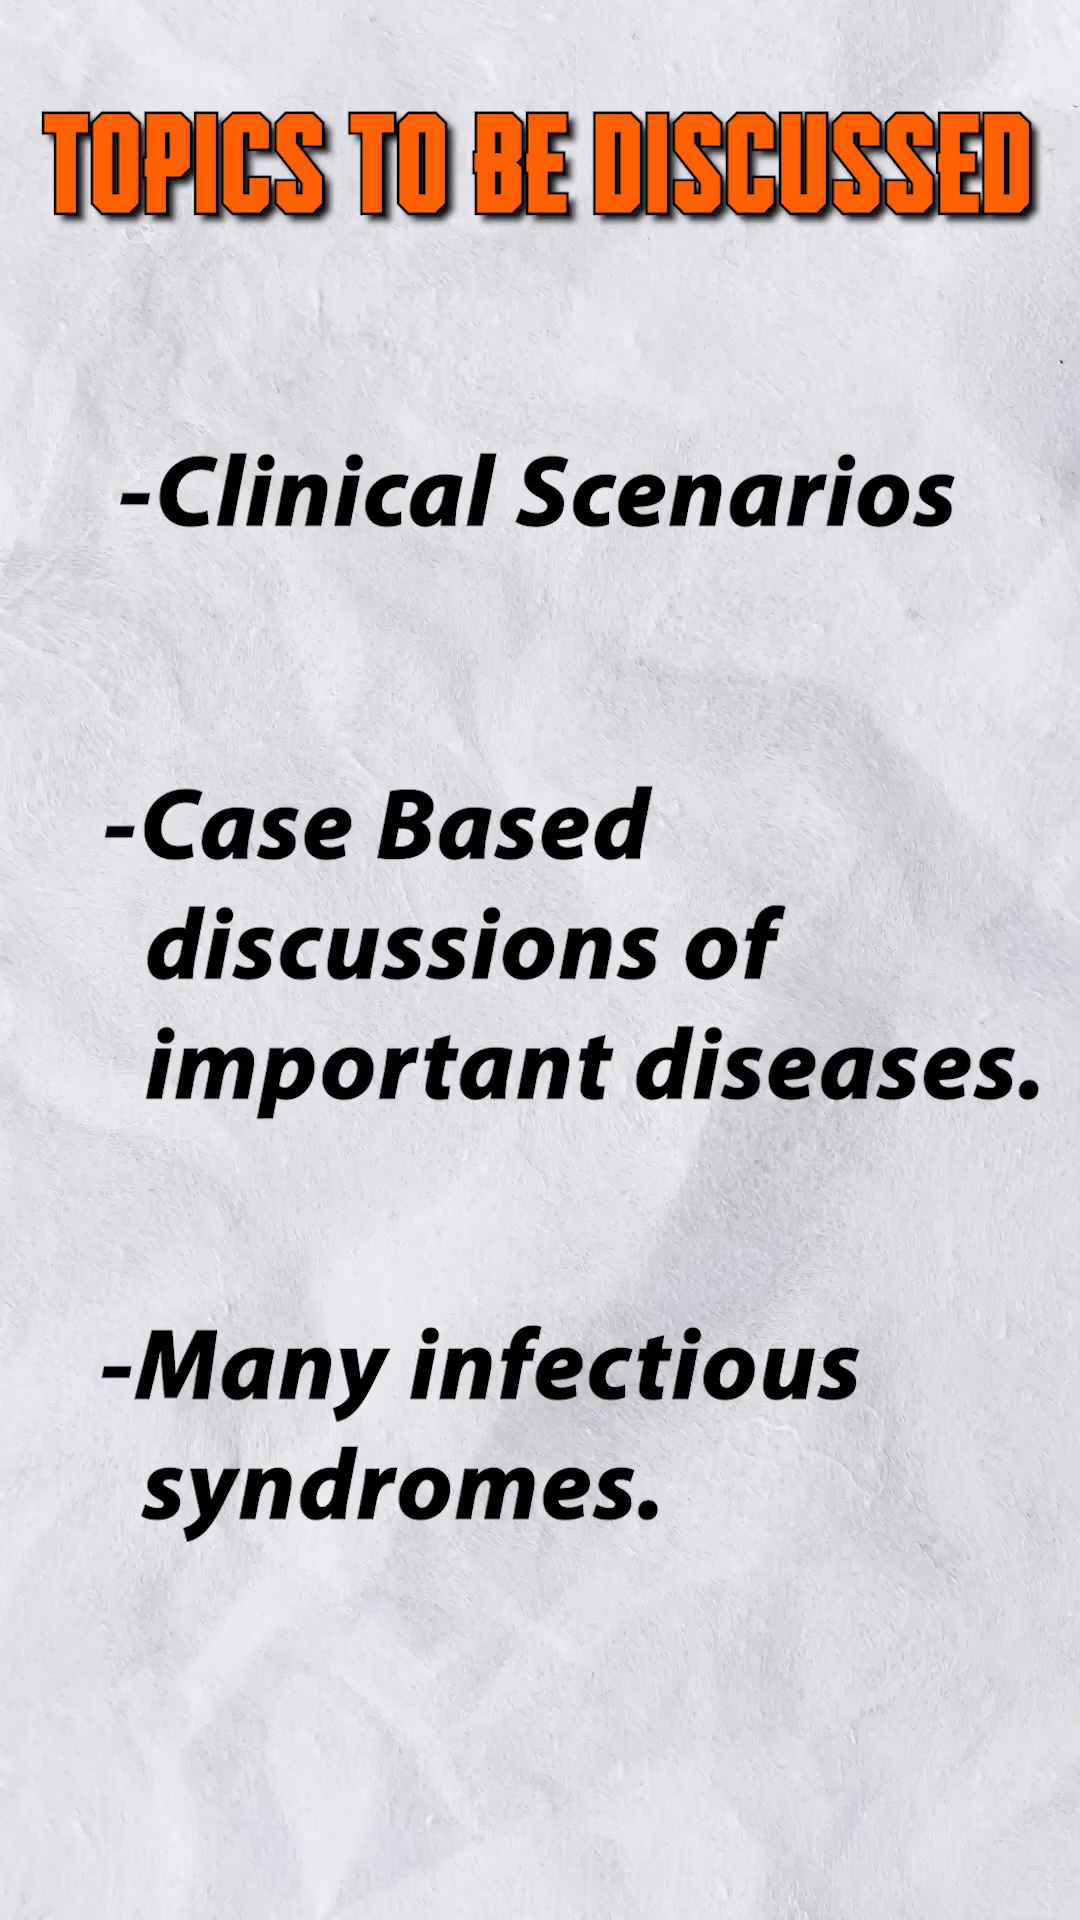 TOPICS TO BE DISCUSSED
-Clinical Scenarios
-Case Based
discussions of
important diseases.
-Many infectious
syndromes.